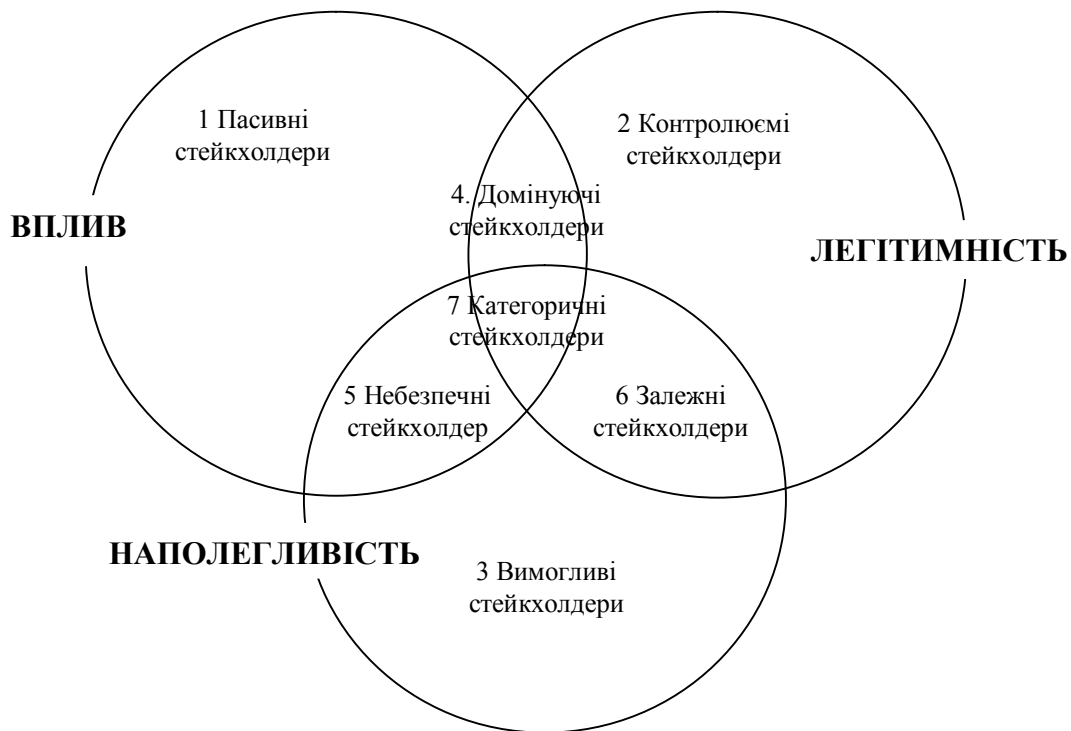 1 Пасивні
стейкхолдери
2 Контролюємі
стейкхолдери
4. Домінуючі
стейкхолдери
ВПЛИВ
ЛЕГІТИМНІСТЬ
7 Категоричні
стейкхолдери
5 Небезпечні
стейкхолдер
6 Залежні
стейкхолдери
НАПОЛЕГЛИВІСТЬ
3 Вимогливі
стейкхолдери